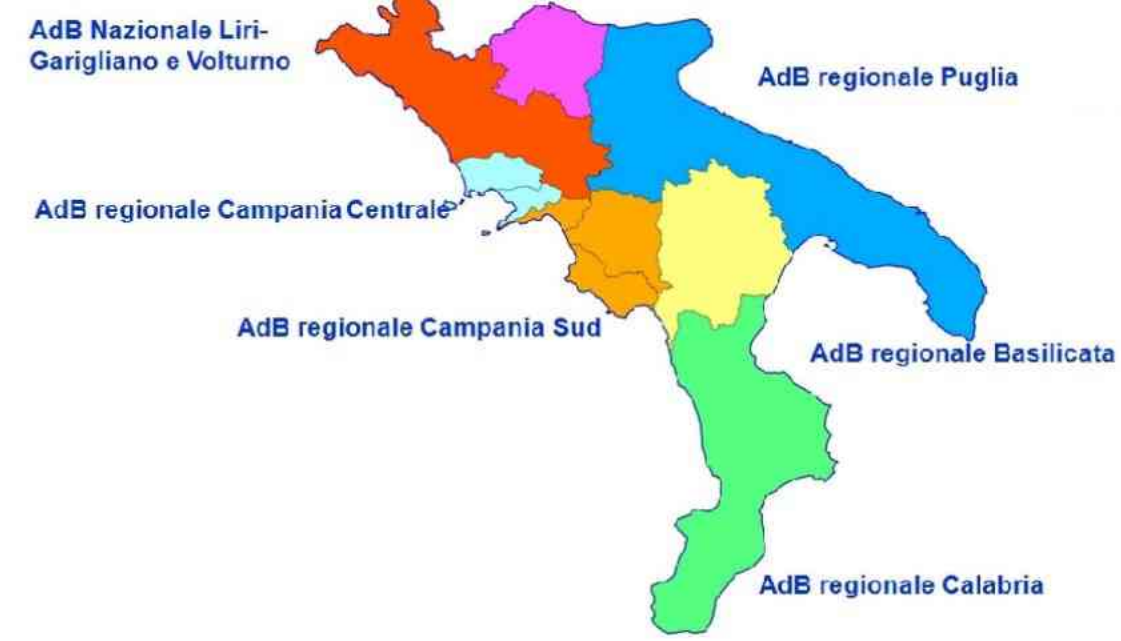 AdB Nazionale Liri-
Garigliano e Volturno
AdB regionale Puglia
AdB regionale Campania Centrale
AdB regionale Campania Sud
AdB regionale Basilicata
AdB regionale Calabria